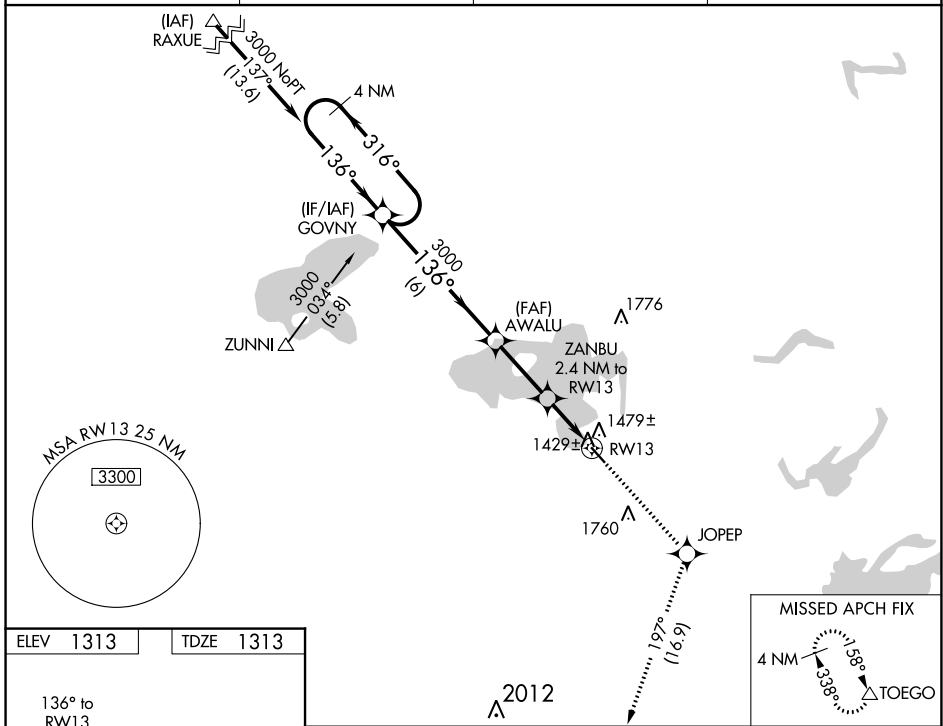 (IAF)
RAXUE
3000 NoPT
137°
(13.6)
4 NM
316°
136°
(IF/IAF)
GOVNY
3000
136°
(6)
3000
034°
(5.8)
ZUNNI
(FAF)
AWALU
1776
ZANBU
2.4 NM to
RW13
1479±
1429±
RW13
MSA RW13 25 NM
3300
1760
JOPEP
197°
(16.9)
MISSED APCH FIX
4 NM
158°
338°
TOEGO
ELEV 1313
TDZE 1313
136° to
RW13
2012